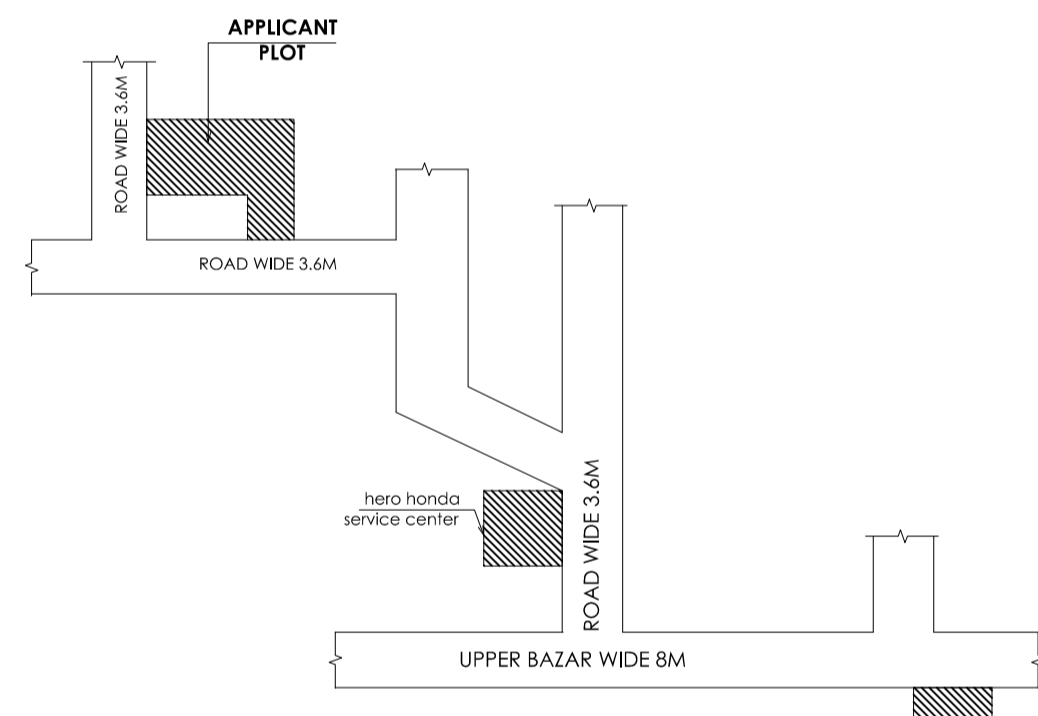 APPLICANT
PLOT
ROAD WIDE 3.6M
ROAD WIDE 3.6M
hero honda
service center
ROAD WIDE 3.6M
UPPER BAZAR WIDE 8M